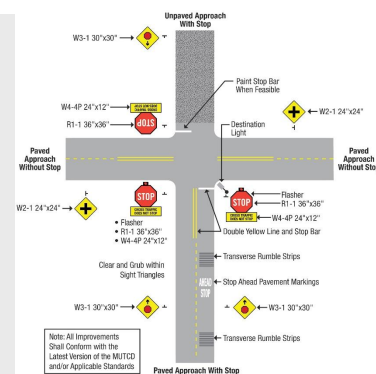 Unpaved Approach
With Stop
W3-1 30"x30"
Paint Stop Bar
When Feasible
W4-4P 24"x12"
CROSS TRAFFIC
DOES NOT STOP
R1-1 36"x36"
STOP
Destination
Light
W2-1 24"x24"
Paved
Approach
Without Stop
Paved
Approach
Without Sto
W2-1 24"x24"
STOP
CROSS TRAFFIC
DOES NOT STOP
• Flasher
• R1-1 36"x36"
• W4-4P 24"x12"
STOP
CROSS TRAFFIC
DOES NOT STOP
Flasher
R1-1 36"x36"
W4-4P 24"x12"
Double Yellow Line and Stop Bar
Clear and Grub within
Sight Triangles
Transverse Rumble Strips
AHEAD
STOP
Stop Ahead Pavement Markings
W3-1 30"x30"
W3-1 30"x30"
Transverse Rumble Strips
Note: All Improvements
Shall Conform with the
Latest Version of the MUTCD
and/or Applicable Standards
Paved Approach With Stop